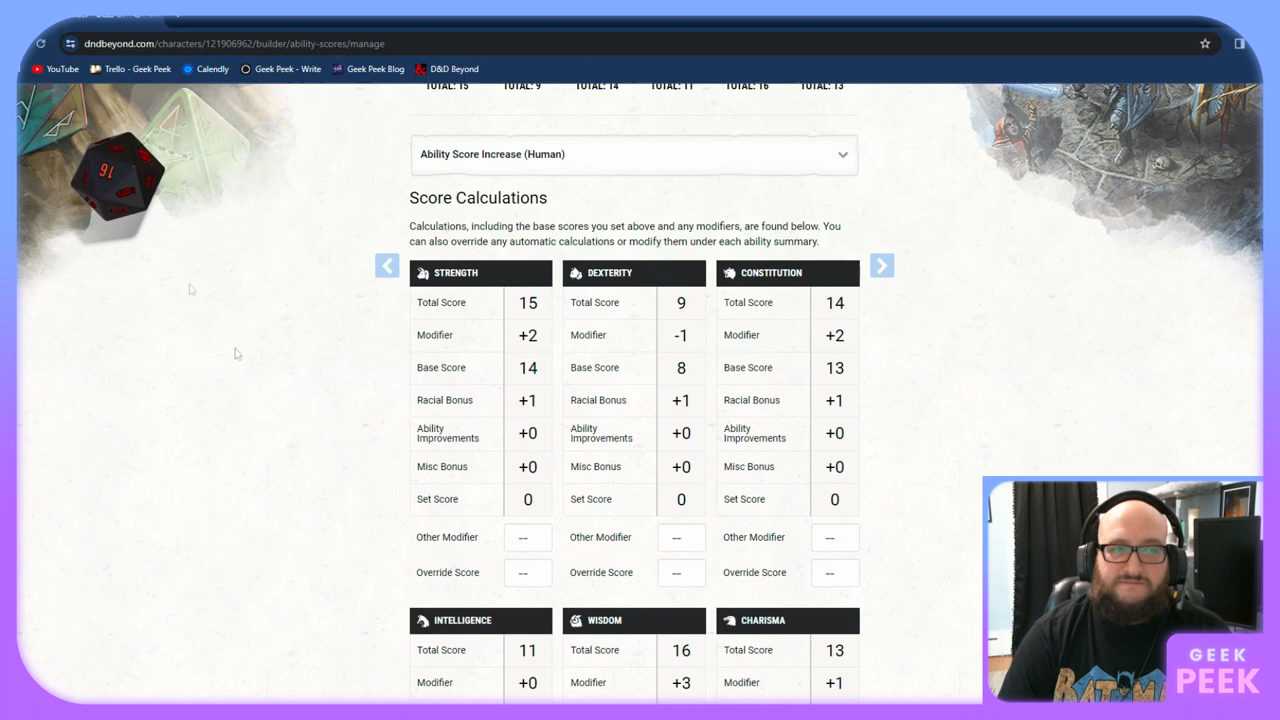 dndbeyond.com/characters/121906962/builder/ability-scores/manage
YouTube Trello - Geek Peek Calendly Geek Peek - Write Geek Peek Blog D&D Beyond
TOTAL: 15 TOTAL: 9 TOTAL: 14 TOTAL: 11 TOTAL: 16 TOTAL: 13
16
Ability Score Increase (Human)
Score Calculations
Calculations, including the base scores you set above and any modifiers, are found below. You
can also override any automatic calculations or modify them under each ability summary.
STRENGTH DEXTERITY CONSTITUTION
Total Score 15 Total Score 9 Total Score 14
Modifier +2 Modifier -1 Modifier +2
Base Score 14 Base Score 8 Base Score 13
Racial Bonus +1 Racial Bonus +1 Racial Bonus +1
Ability Improvements +0 Ability Improvements +0 Ability Improvements +0
Misc Bonus +0 Misc Bonus +0 Misc Bonus +0
Set Score 0 Set Score 0 Set Score 0
Other Modifier -- Other Modifier -- Other Modifier --
Override Score -- Override Score -- Override Score --
INTELLIGENCE WISDOM CHARISMA
Total Score 11 Total Score 16 Total Score 13
Modifier +0 Modifier +3 Modifier +1
GEEK
PEEK